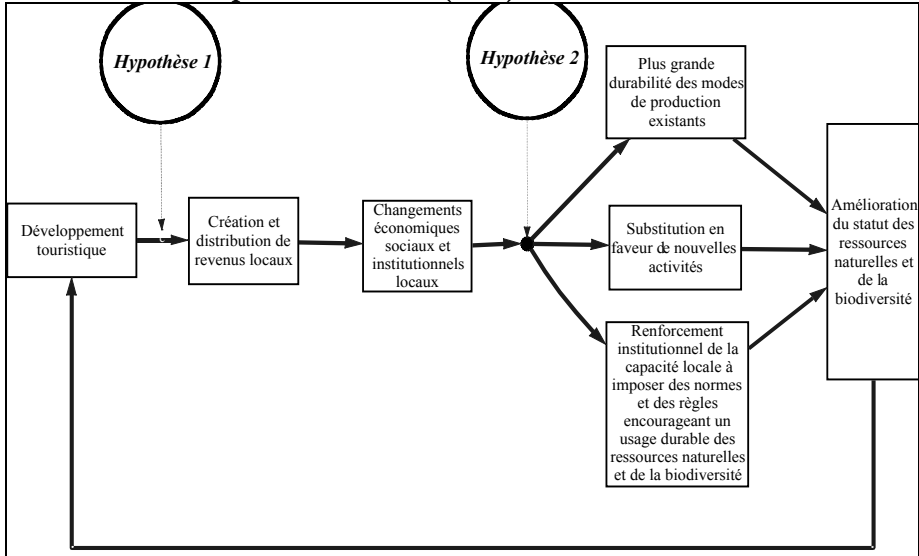 Hypothèse 1
Hypothèse 2
Plus grande
durabilité des modes
de production
existants
Développement
touristique
Création et
distribution de
revenus locaux
Changements
économiques
sociaux et
institutionnels
locaux
Substitution en
faveur de nouvelles
activités
Renforcement
institutionnel de la
capacité locale à
imposer des normes
et des règles
encourageant un
usage durable des
ressources naturelles
et de la biodiversité
Amélioration
du statut des
ressources
naturelles et
de la
biodiversité